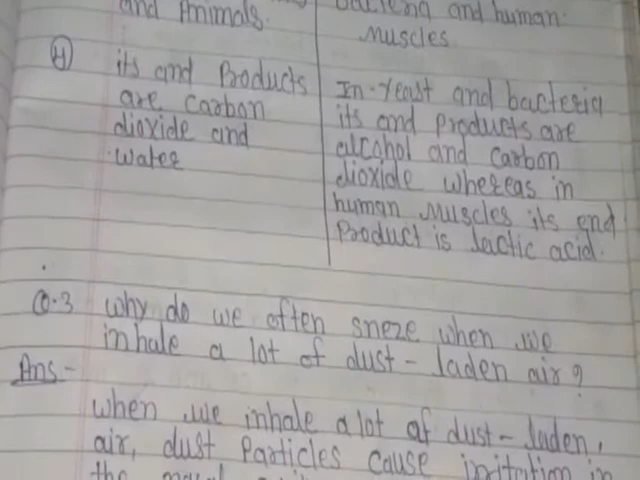 and Animals.
bacteria and human
muscles
(4) its and Products
are carbon
dioxide and
water
In yeast and bacteria
its and products are
alcohol and carbon
dioxide whereas in
human muscles its end
Product is lactic acid.
Q.3 why do we often sneze when we
inhale a lot of dust - laden air?
Ans -
when we inhale a lot of dust - laden,
air, dust particles cause irritation in
the